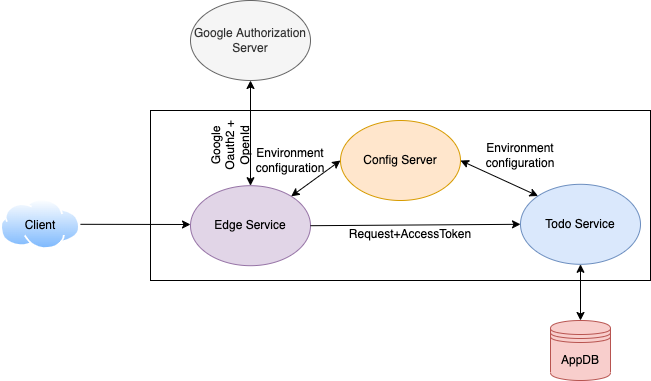 Google Authorization
Server
Google
Oauth2 +
OpenId
Environment
configuration
Config Server
Environment
configuration
Client
Edge Service
Request+AccessToken
Todo Service
AppDB